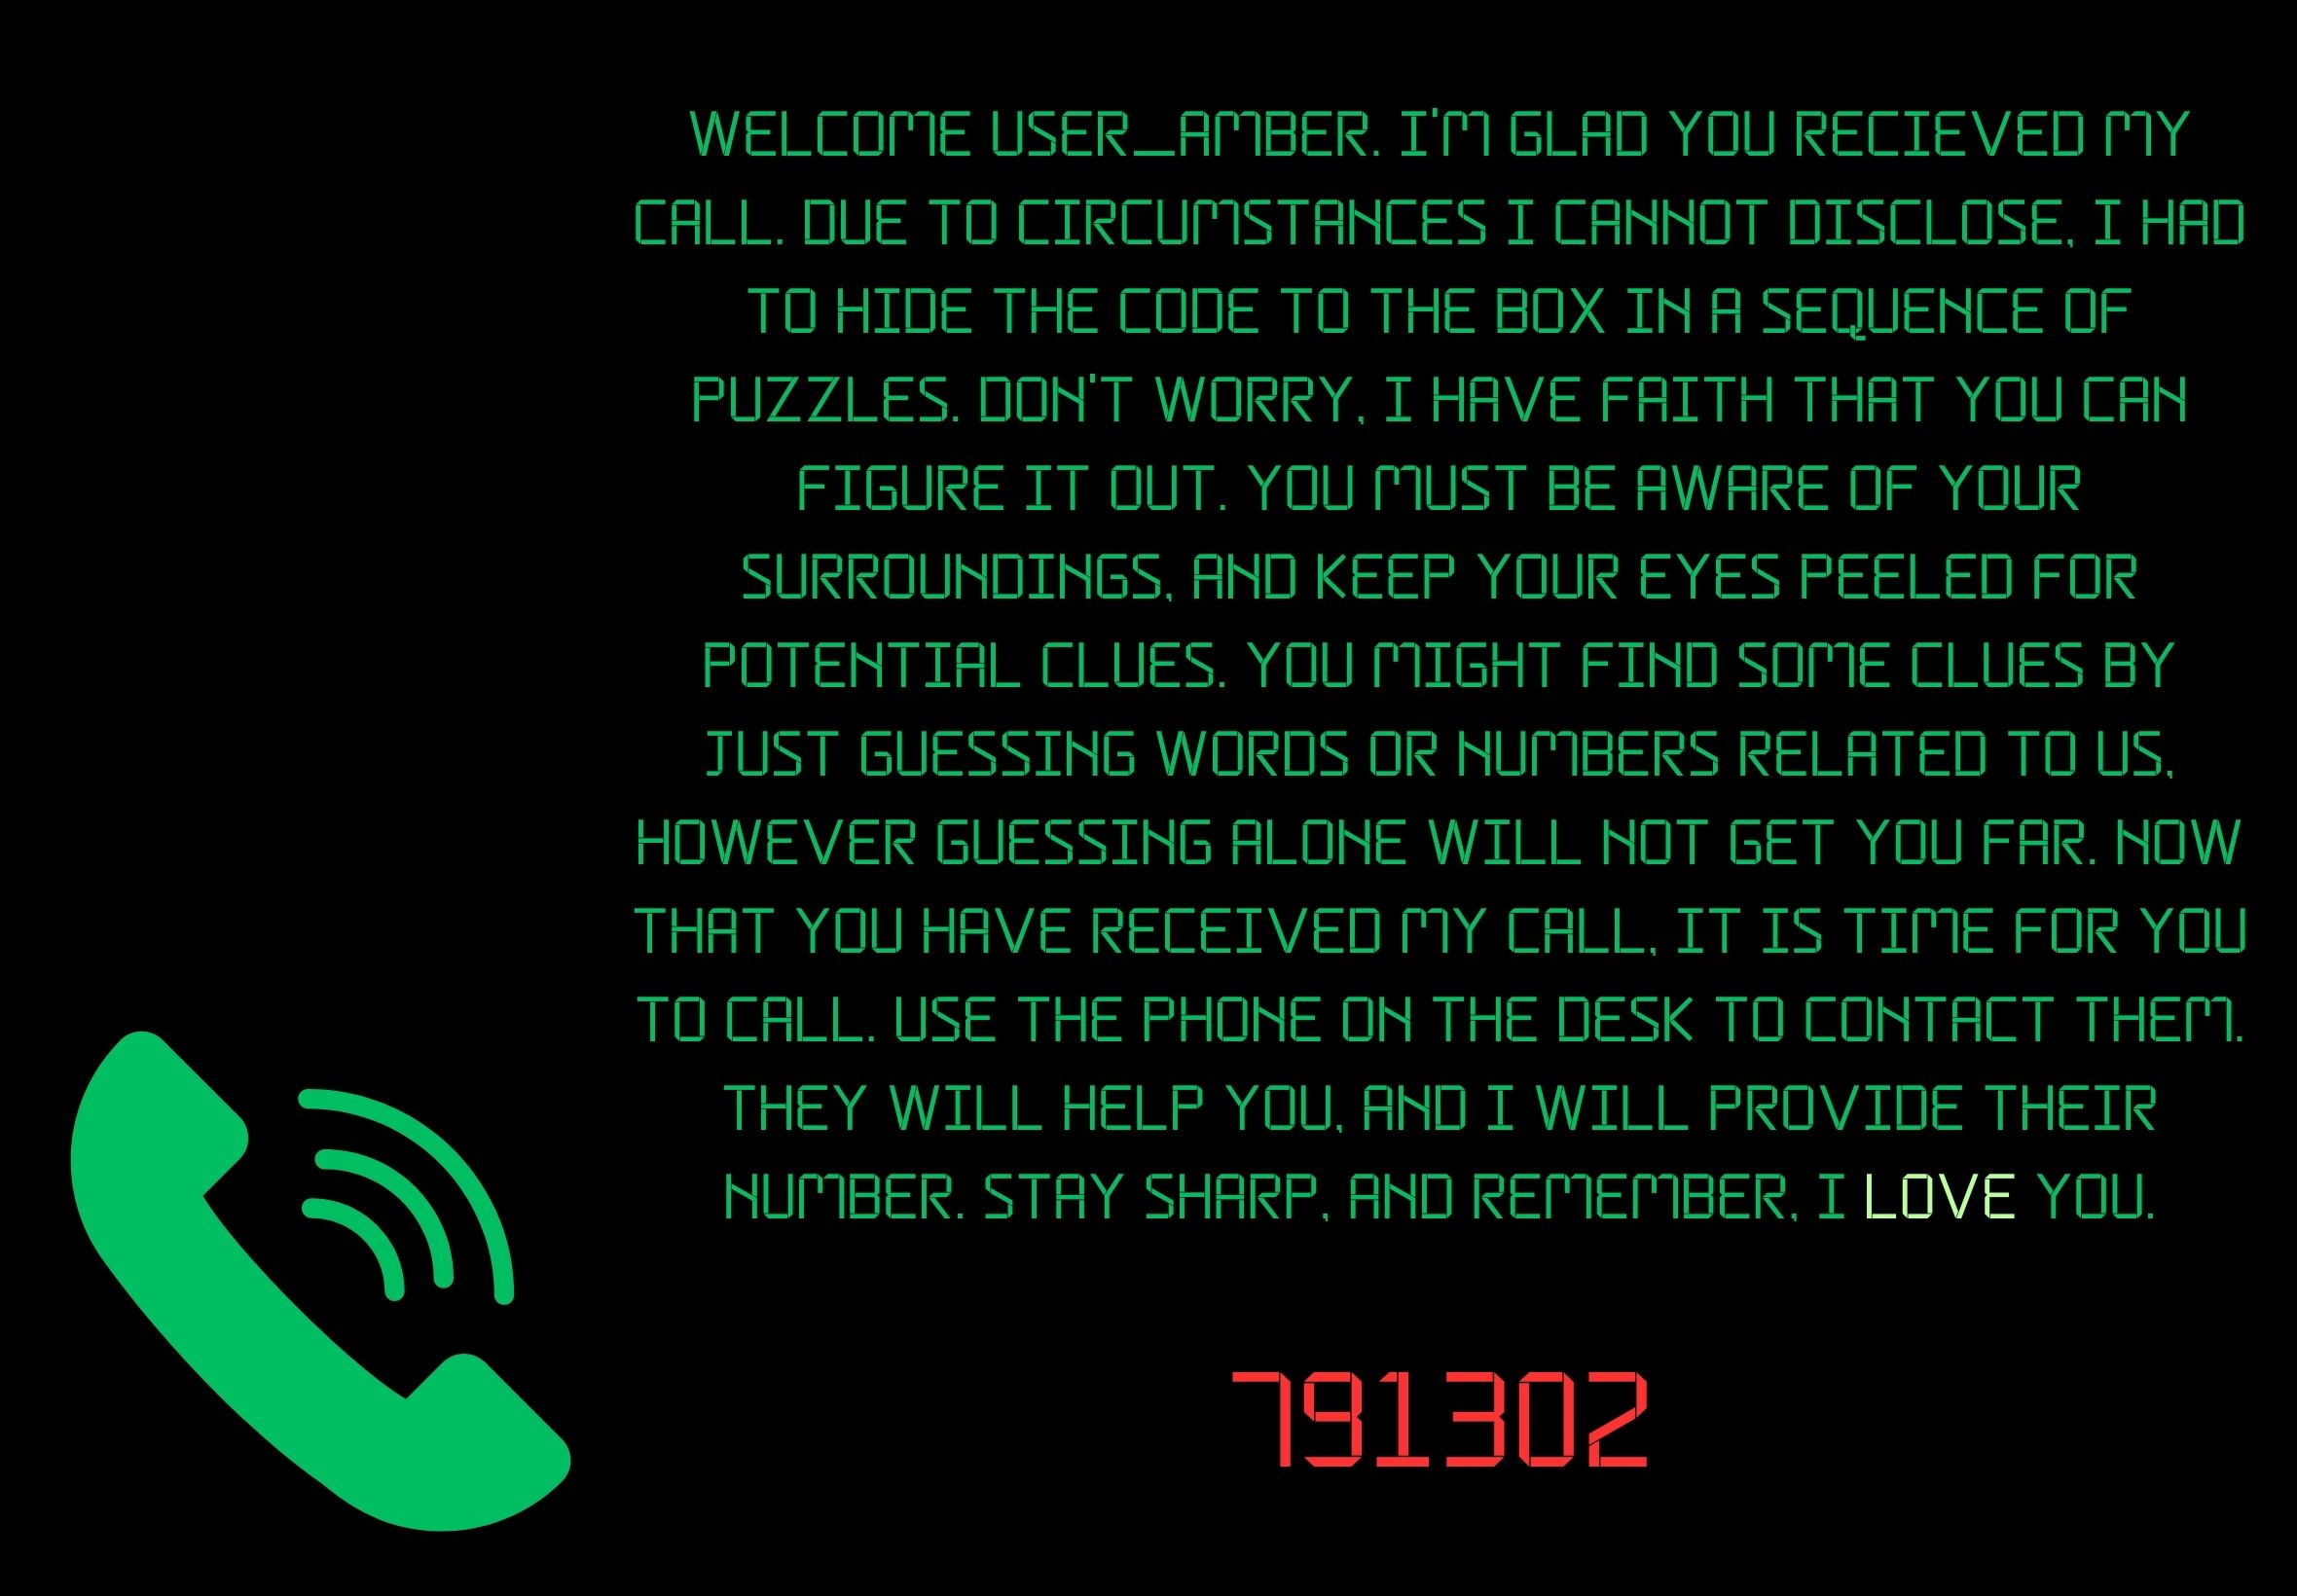 WELCOME USER_AMBER. I'M GLAD YOU RECIEVED MY
CALL. DUE TO CIRCUMSTANCES I CANNOT DISCLOSE, I HAD
TO HIDE THE CODE TO THE BOX IN A SEQUENCE OF
PUZZLES. DON'T WORRY, I HAVE FAITH THAT YOU CAN
FIGURE IT OUT. YOU MUST BE AWARE OF YOUR
SURROUNDINGS, AND KEEP YOUR EYES PEELED FOR
POTENTIAL CLUES. YOU MIGHT FIND SOME CLUES BY
JUST GUESSING WORDS OR NUMBERS RELATED TO US,
HOWEVER GUESSING ALONE WILL NOT GET YOU FAR. NOW
THAT YOU HAVE RECEIVED MY CALL, IT IS TIME FOR YOU
TO CALL. USE THE PHONE ON THE DESK TO CONTACT THEM.
THEY WILL HELP YOU, AND I WILL PROVIDE THEIR
NUMBER. STAY SHARP, AND REMEMBER, I LOVE YOU.
791302